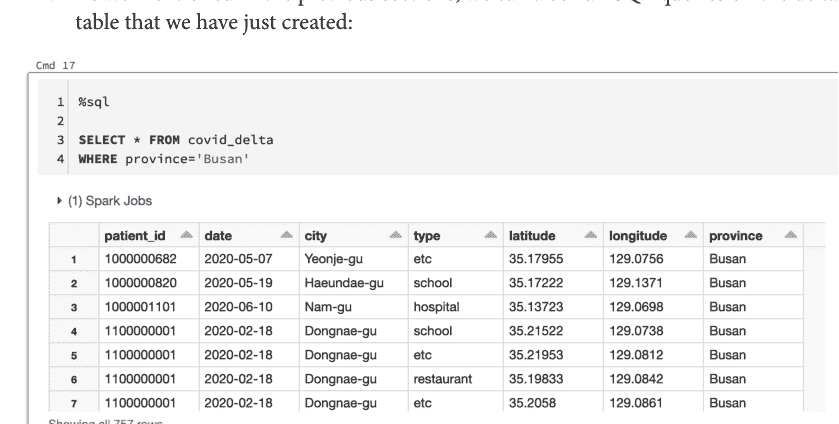 table that we have just created:
Cmd 17
1 %sql
2
3 SELECT * FROM covid_delta
4 WHERE province='Busan'
(1) Spark Jobs
patient_id date city type latitude longitude province
1 1000000682 2020-05-07 Yeonje-gu etc 35.17955 129.0756 Busan
2 1000000820 2020-05-19 Haeundae-gu school 35.17222 129.1371 Busan
3 1000001101 2020-06-10 Nam-gu hospital 35.13723 129.0698 Busan
4 1100000001 2020-02-18 Dongnae-gu school 35.21522 129.0738 Busan
5 1100000001 2020-02-18 Dongnae-gu etc 35.21953 129.0812 Busan
6 1100000001 2020-02-18 Dongnae-gu restaurant 35.19833 129.0842 Busan
7 1100000001 2020-02-18 Dongnae-gu etc 35.2058 129.0861 Busan
Showing all 757 rows